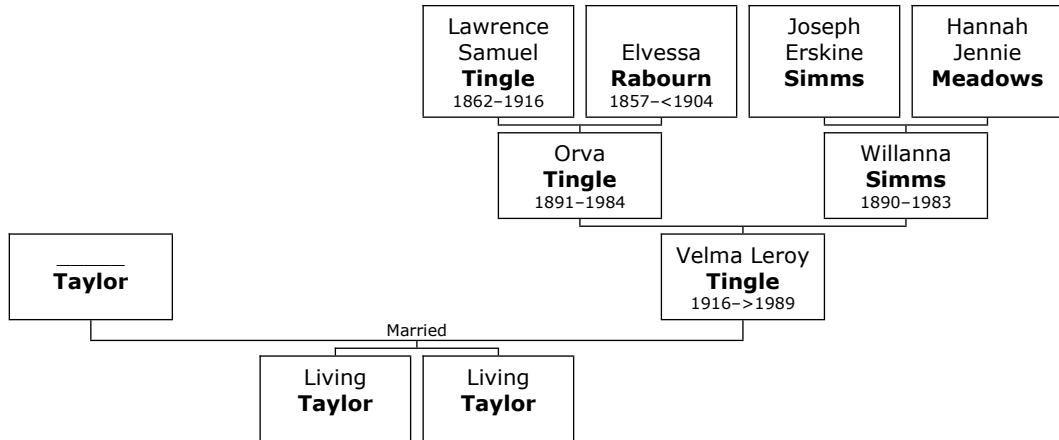 Lawrence
Samuel
Tingle
1862–1916
Elvessa
Rabourn
1857–<1904
Joseph
Erskine
Simms
Hannah
Jennie
Meadows
Orva
Tingle
1891–1984
Willanna
Simms
1890–1983
______
Taylor
Velma Leroy
Tingle
1916–>1989
Married
Living
Taylor
Living
Taylor